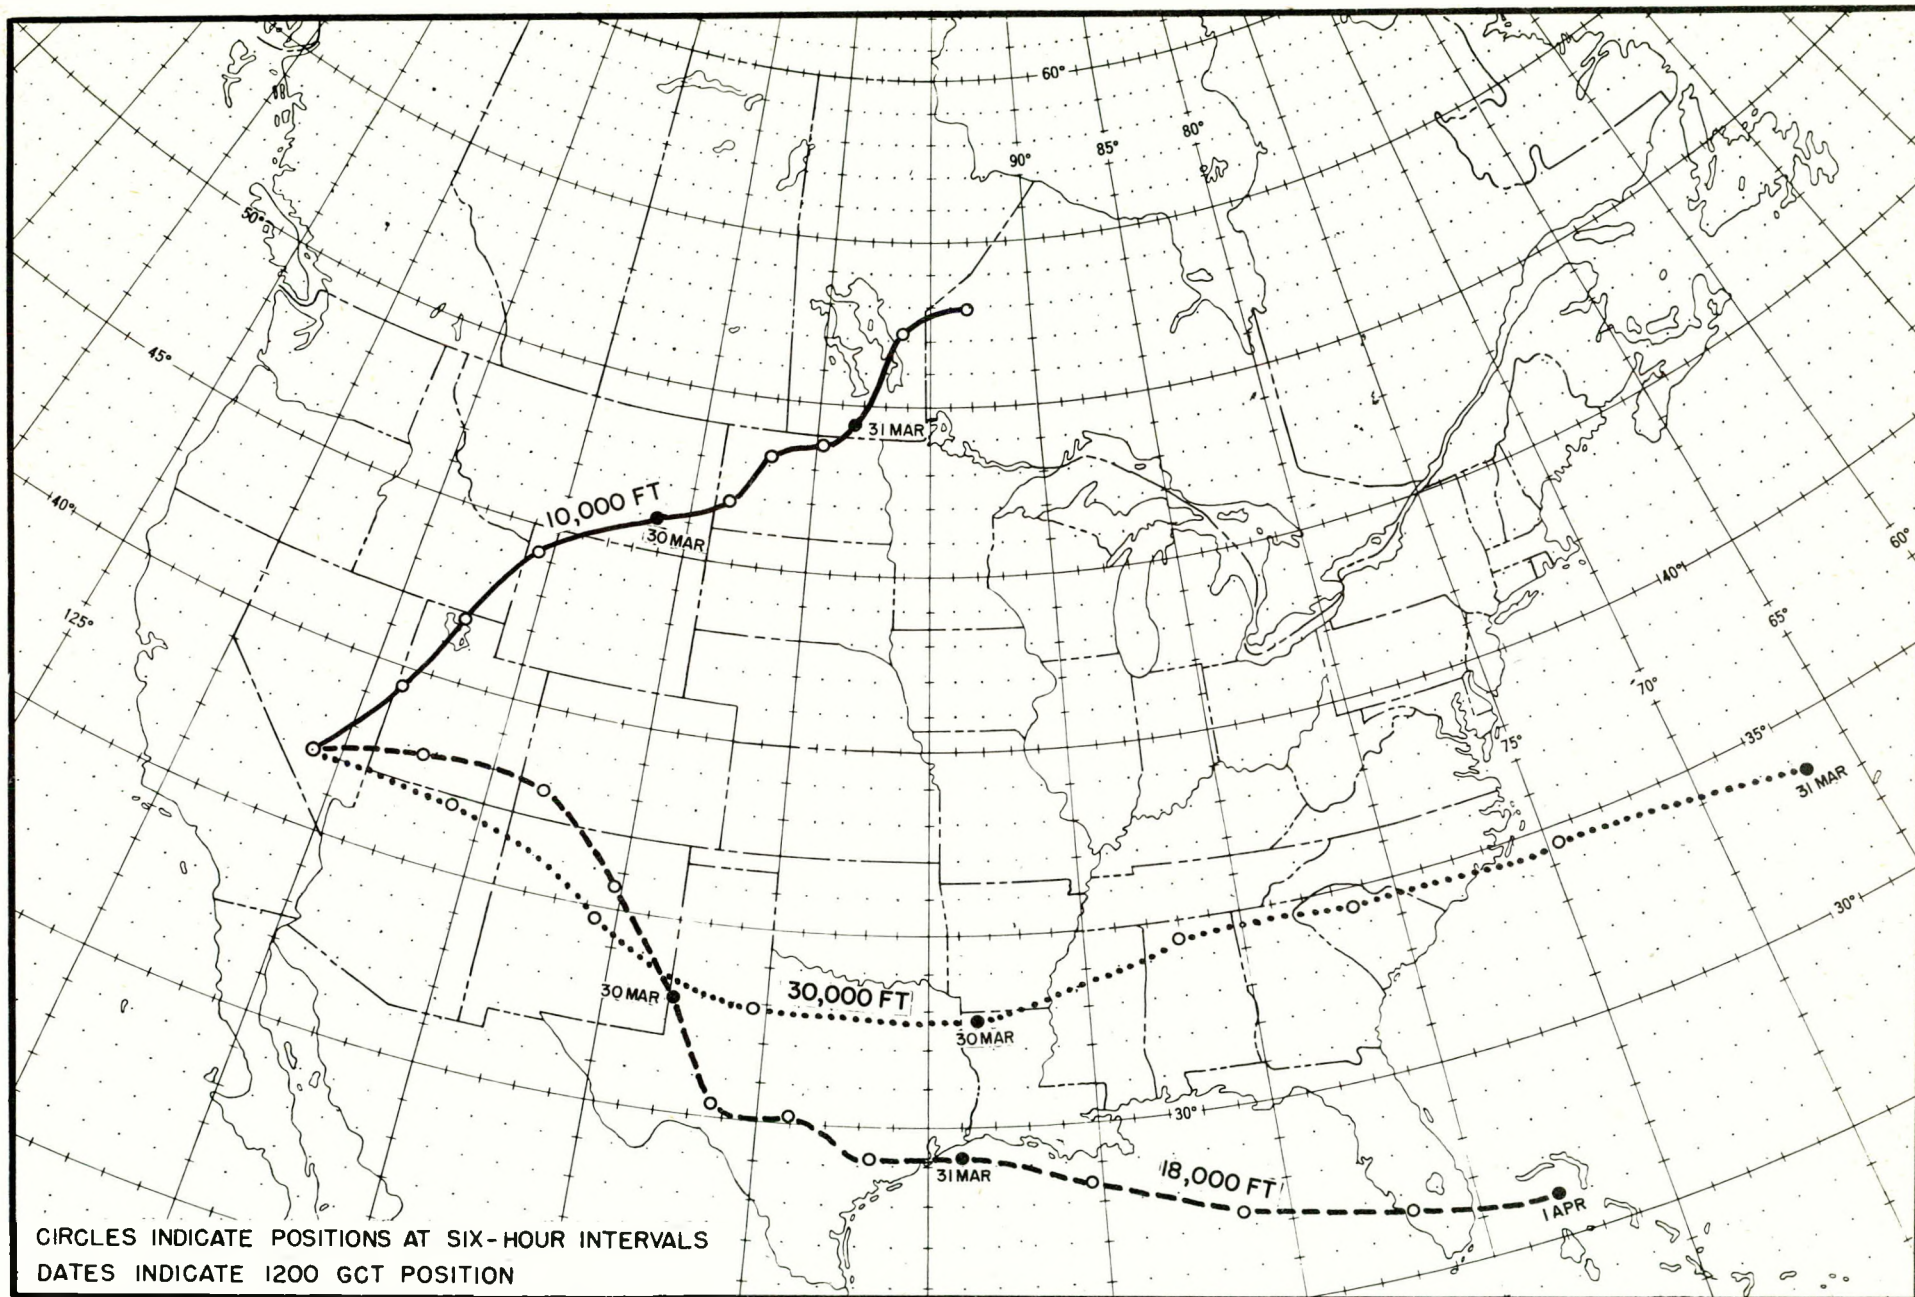 60°
80°
85°
90°
50°
45°
31 MAR
10,000 FT
40°
30 MAR
60°
40°
125°
65°
70°
35°
75°
31 MAR
30°
30 MAR
30,000 FT
30 MAR
30°
31 MAR
18,000 FT
1 APR
CIRCLES INDICATE POSITIONS AT SIX-HOUR INTERVALS
DATES INDICATE 1200 GCT POSITION